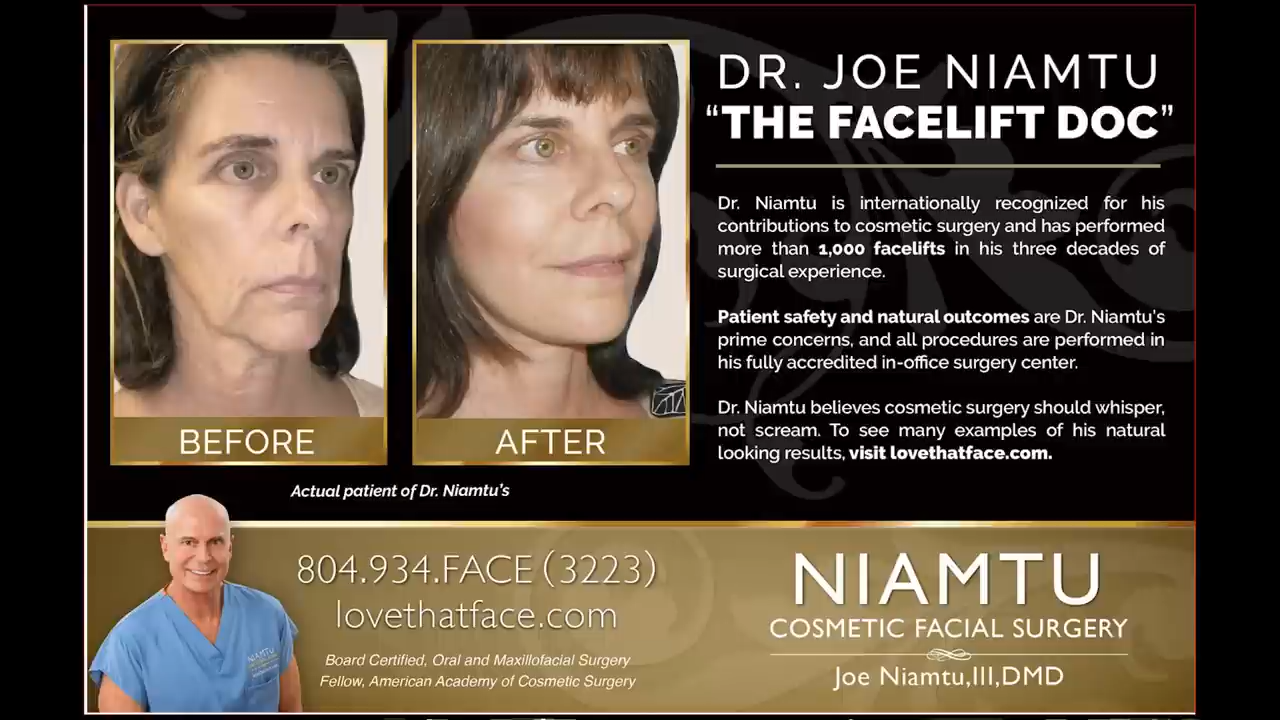 DR. JOE NIAMTU
“THE FACELIFT DOC”
Dr. Niamtu is internationally recognized for his
contributions to cosmetic surgery and has performed
more than 1,000 facelifts in his three decades of
surgical experience.
Patient safety and natural outcomes are Dr. Niamtu's
prime concerns, and all procedures are performed in
his fully accredited in-office surgery center.
Dr. Niamtu believes cosmetic surgery should whisper,
not scream. To see many examples of his natural
looking results, visit lovethatface.com.
BEFORE
AFTER
Actual patient of Dr. Niamtu's
804.934.FACE (3223)
lovethatface.com
Board Certified, Oral and Maxillofacial Surgery
Fellow, American Academy of Cosmetic Surgery
NIAMTU
COSMETIC FACIAL SURGERY
Joe Niamtu,III,DMD
NIAMTU